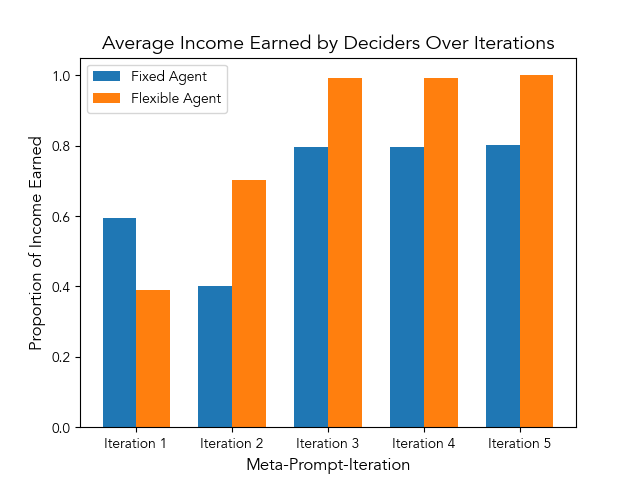 Average Income Earned by Deciders Over Iterations
Fixed Agent
Flexible Agent
Proportion of Income Earned
1.0
0.8
0.6
0.4
0.2
0.0
Iteration 1
Iteration 2
Iteration 3
Iteration 4
Iteration 5
Meta-Prompt-Iteration